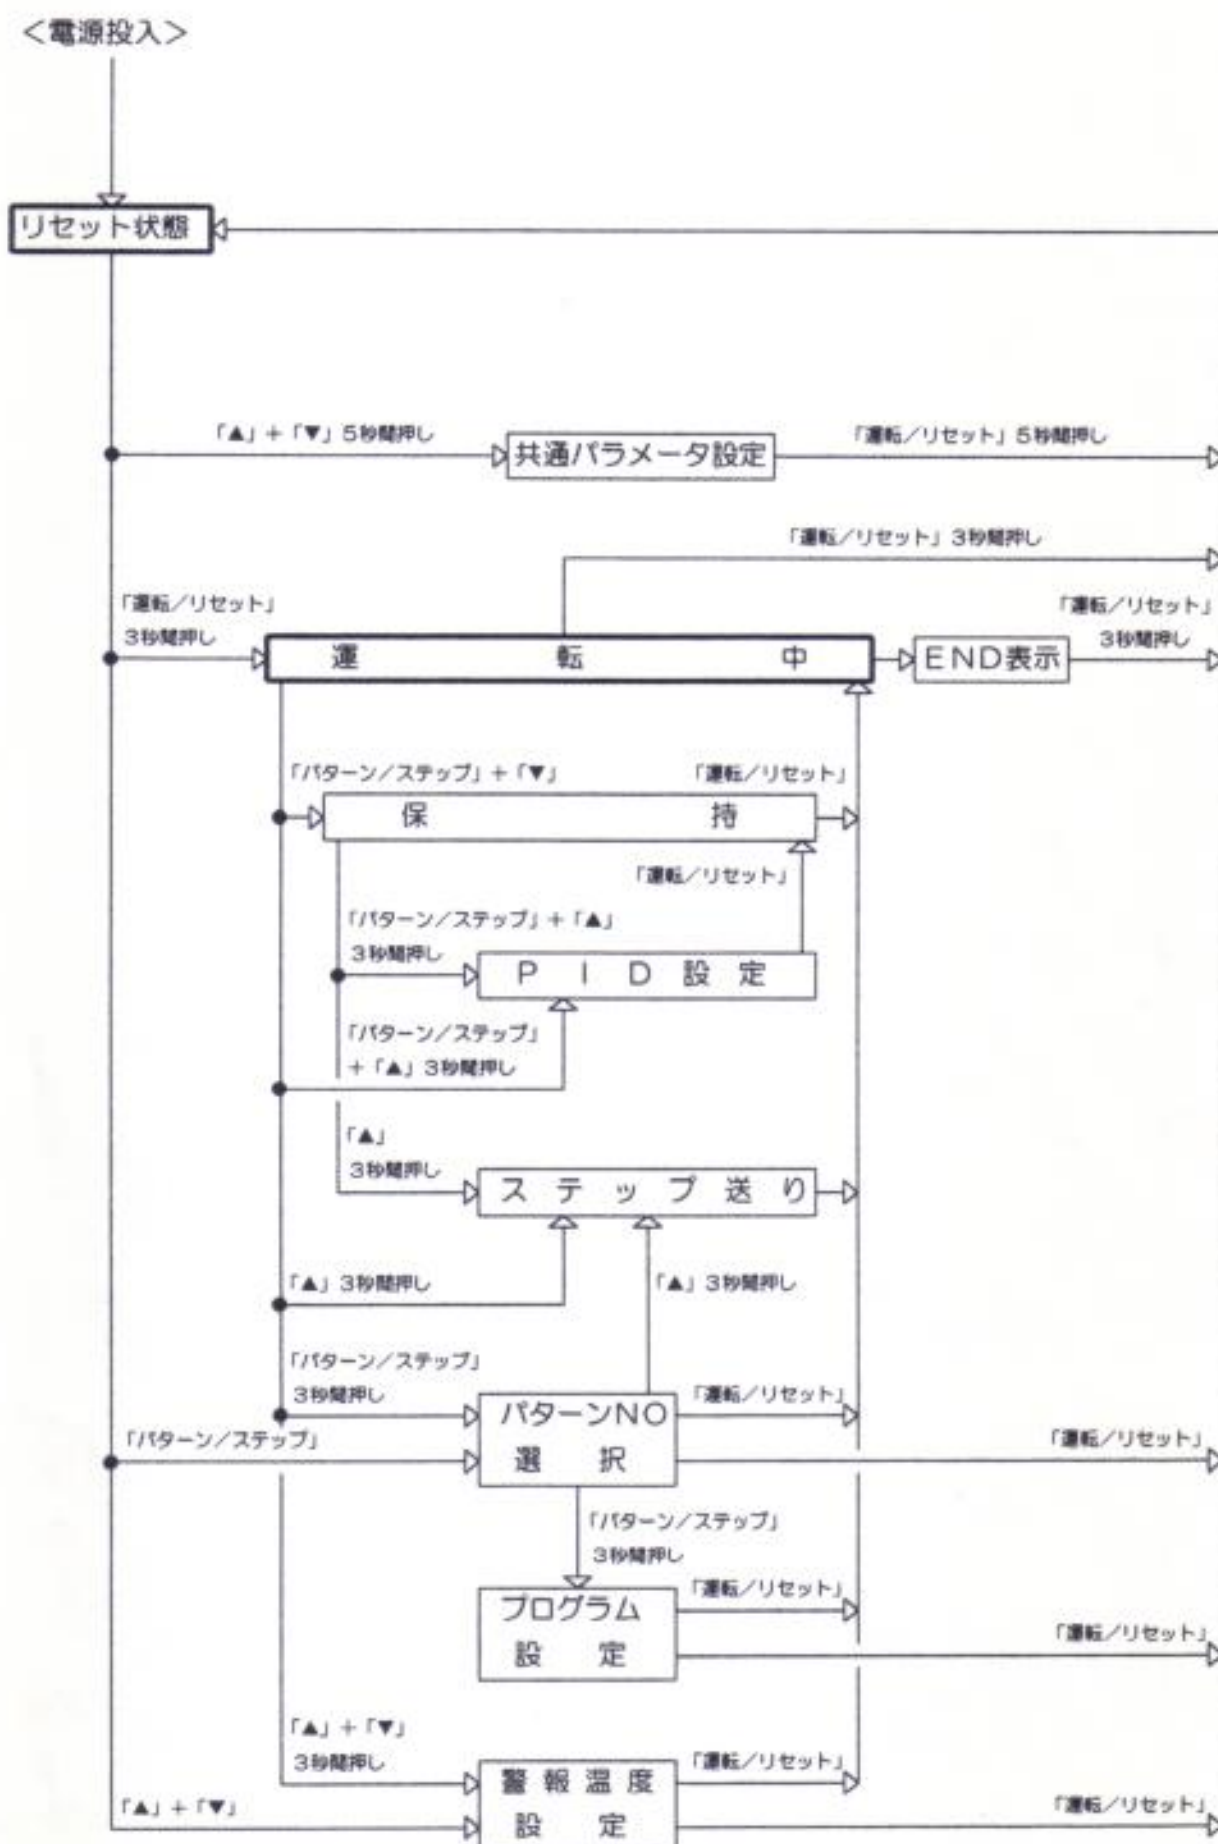 ＜電源投入＞
リセット状態
「▲」＋「▼」5秒間押し
共通パラメータ設定
「運転／リセット」5秒間押し
「運転／リセット」3秒間押し
「運転／リセット」
3秒間押し
運転中
END表示
「運転／リセット」
3秒間押し
「パターン／ステップ」＋「▼」
「運転／リセット」
保持
「運転／リセット」
「パターン／ステップ」＋「▲」
3秒間押し
PID設定
「パターン／ステップ」
＋「▲」3秒間押し
「▲」
3秒間押し
ステップ送り
「▲」3秒間押し
「▲」3秒間押し
「パターン／ステップ」
3秒間押し
パターンNO
選択
「運転／リセット」
「パターン／ステップ」
「運転／リセット」
「パターン／ステップ」
3秒間押し
プログラム
設定
「運転／リセット」
「運転／リセット」
「▲」＋「▼」
3秒間押し
警報温度
設定
「運転／リセット」
「▲」＋「▼」
「運転／リセット」